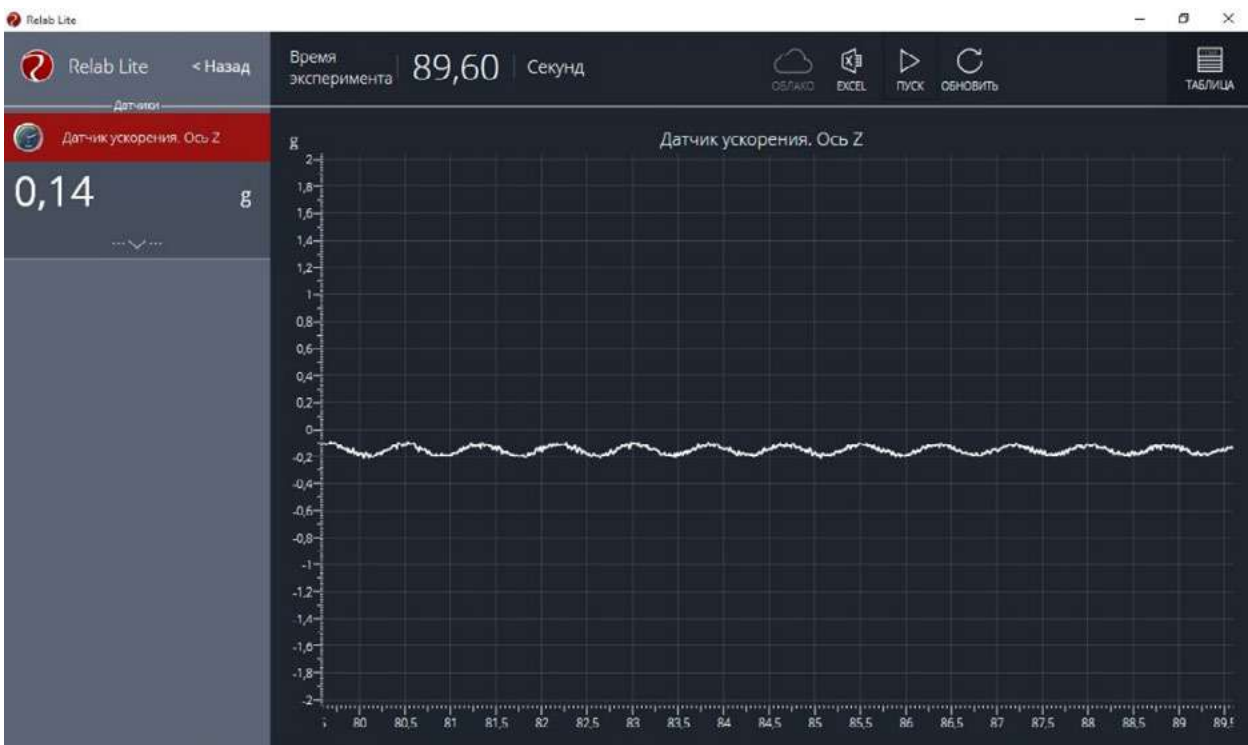 Relab Lite
Relab Lite
< Назад
Датчики
Датчик ускорения. Ось Z
0,14
g
Время
эксперимента
89,60
Секунд
ОБЛАКО
EXCEL
ПУСК
ОБНОВИТЬ
ТАБЛИЦА
g
Датчик ускорения. Ось Z
2
1,8
1,6
1,4
1,2
1
0,8
0,6
0,4
0,2
0
-0,2
-0,4
-0,6
-0,8
-1
-1,2
-1,4
-1,6
-1,8
-2
80 80,5 81 81,5 82 82,5 83 83,5 84 84,5 85 85,5 86 86,5 87 87,5 88 88,5 89